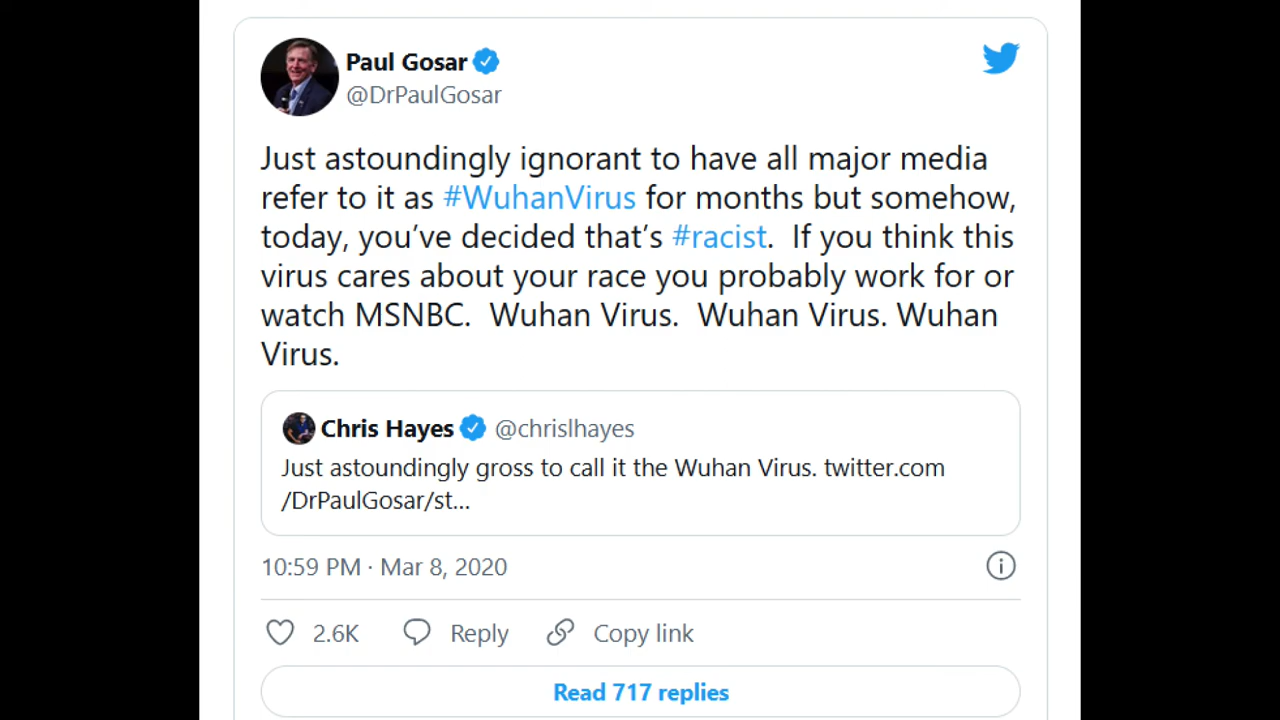 Paul Gosar
@DrPaulGosar
Just astoundingly ignorant to have all major media
refer to it as #WuhanVirus for months but somehow,
today, you’ve decided that’s #racist.  If you think this
virus cares about your race you probably work for or
watch MSNBC.  Wuhan Virus.  Wuhan Virus. Wuhan
Virus.
Chris Hayes @chrislhayes
Just astoundingly gross to call it the Wuhan Virus. twitter.com
/DrPaulGosar/st…
10:59 PM · Mar 8, 2020
2.6K Reply Copy link
Read 717 replies